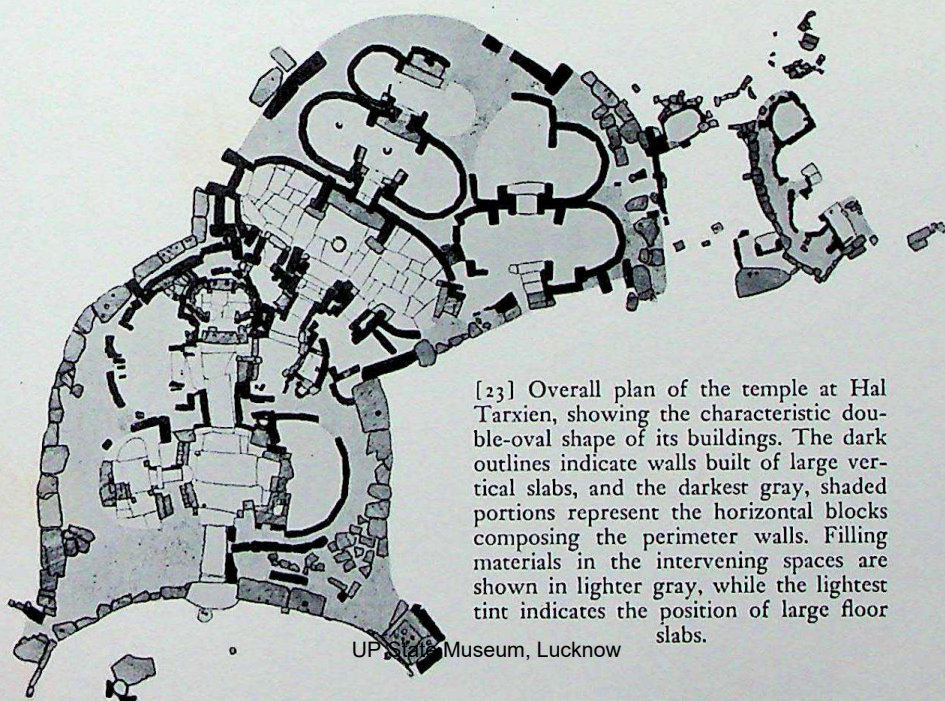 [23] Overall plan of the temple at Hal
Tarxien, showing the characteristic dou-
ble-oval shape of its buildings. The dark
outlines indicate walls built of large ver-
tical slabs, and the darkest gray, shaded
portions represent the horizontal blocks
composing the perimeter walls. Filling
materials in the intervening spaces are
shown in lighter gray, while the lightest
tint indicates the position of large floor
slabs.
UP State Museum, Lucknow